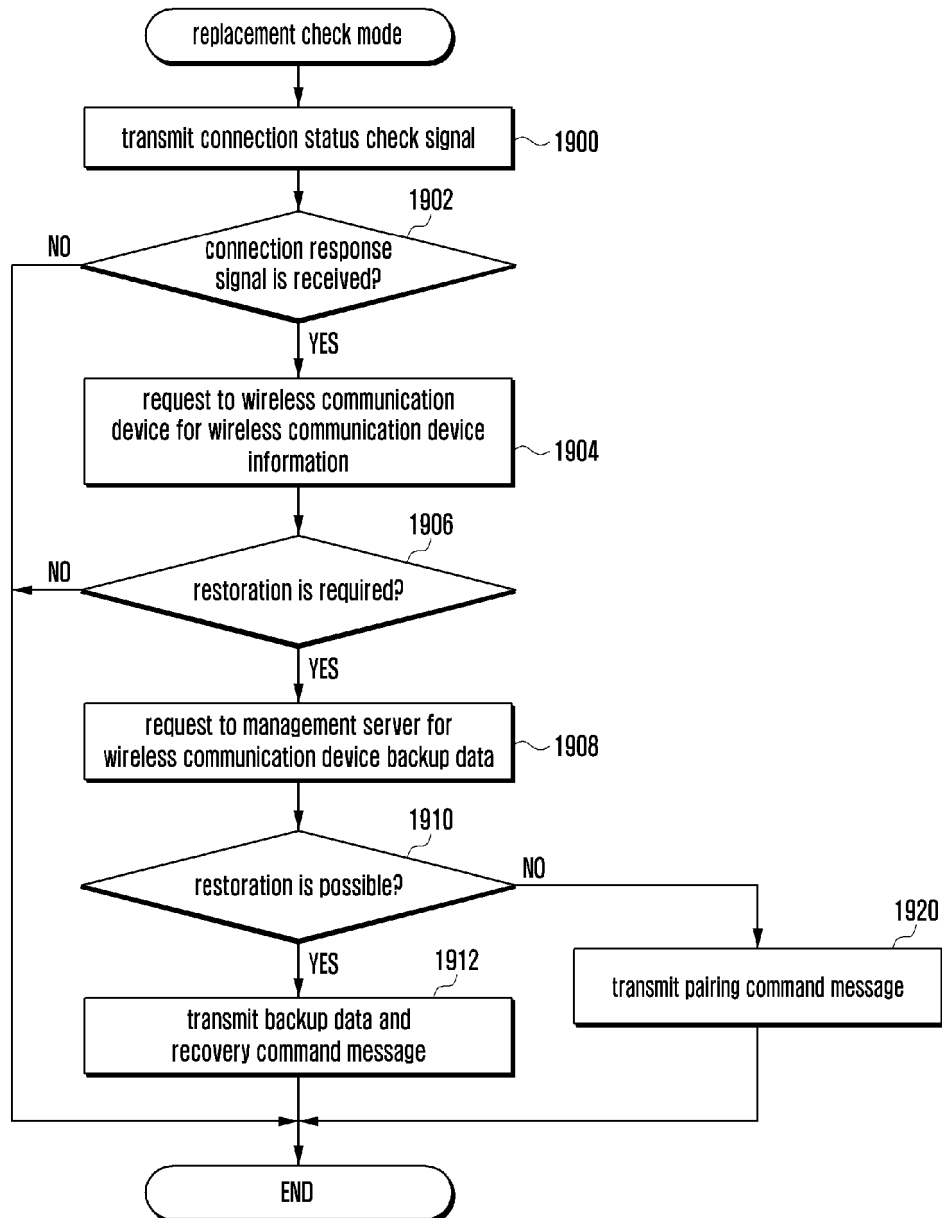 replacement check mode
transmit connection status check signal
1900
1902
NO
connection response
signal is received?
YES
request to wireless communication
device for wireless communication device
information
1904
1906
NO
restoration is required?
YES
request to management server for
wireless communication device backup data
1908
1910
restoration is possible?
NO
YES
1912
1920
transmit backup data and
recovery command message
transmit pairing command message
END